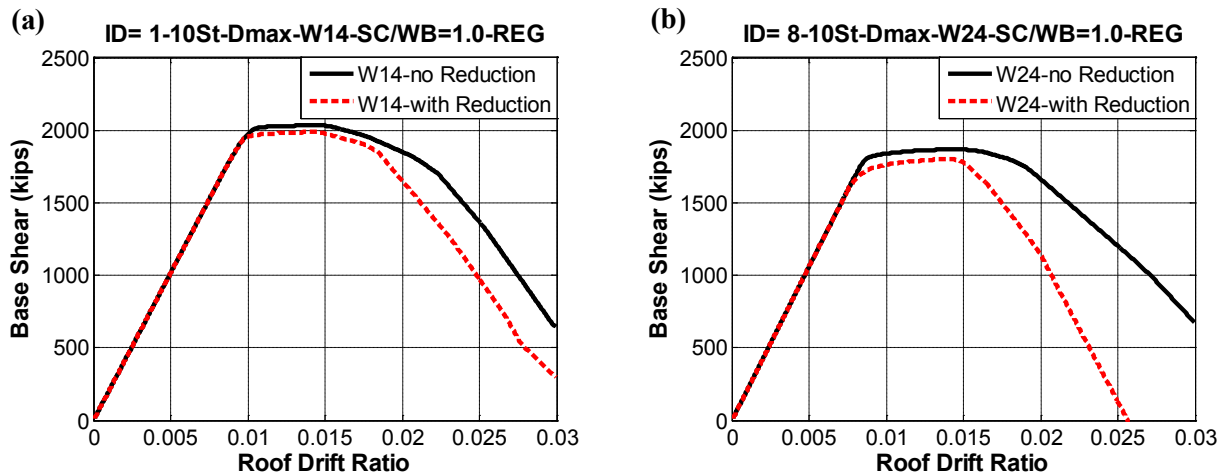 (a)
ID= 1-10St-Dmax-W14-SC/WB=1.0-REG
2500
2000
1500
1000
500
0
Base Shear (kips)
W14-no Reduction
W14-with Reduction
0 0.005 0.01 0.015 0.02 0.025 0.03
Roof Drift Ratio
(b)
ID= 8-10St-Dmax-W24-SC/WB=1.0-REG
2500
2000
1500
1000
500
0
Base Shear (kips)
W24-no Reduction
W24-with Reduction
0 0.005 0.01 0.015 0.02 0.025 0.03
Roof Drift Ratio